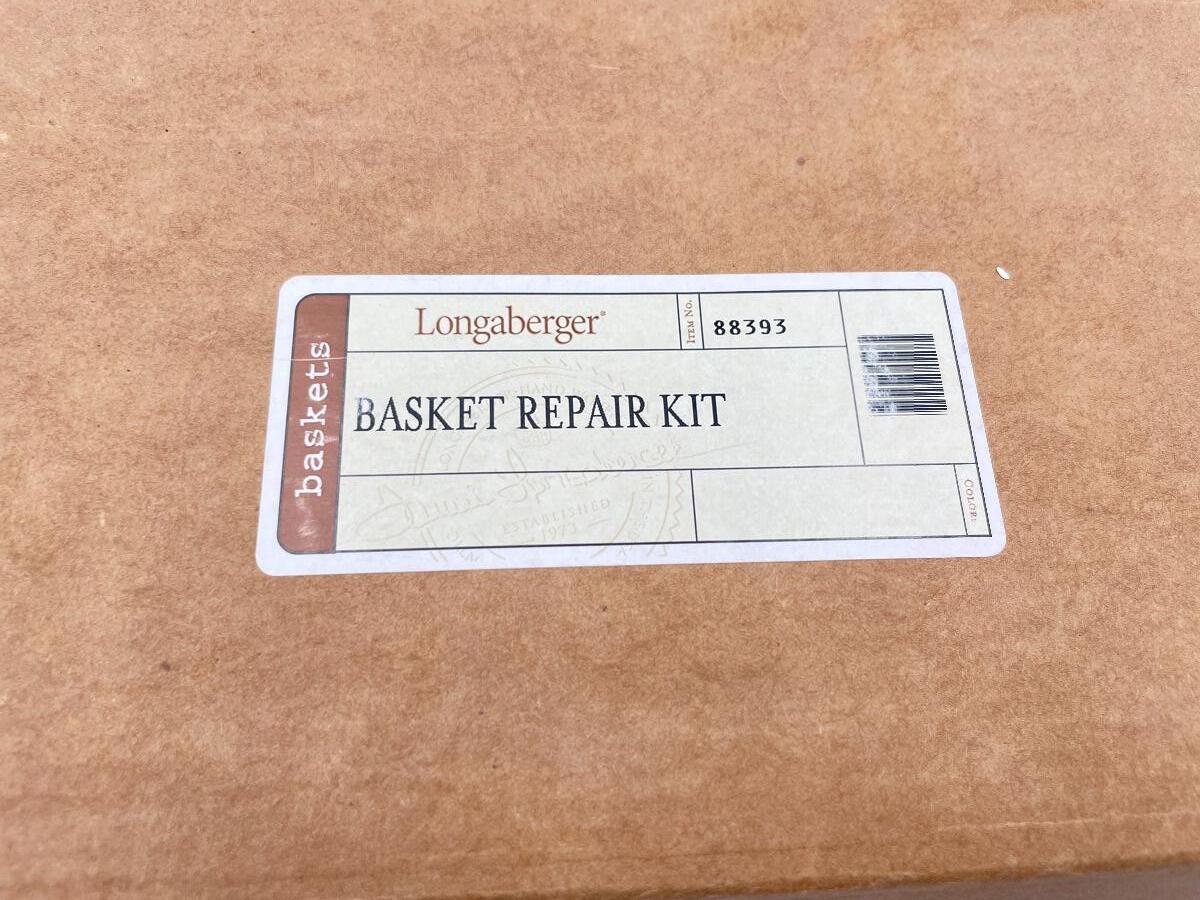 baskets
Longaberger®
ITEM NO.
88393
BASKET REPAIR KIT
ESTABLISHED
1973
COLOR: